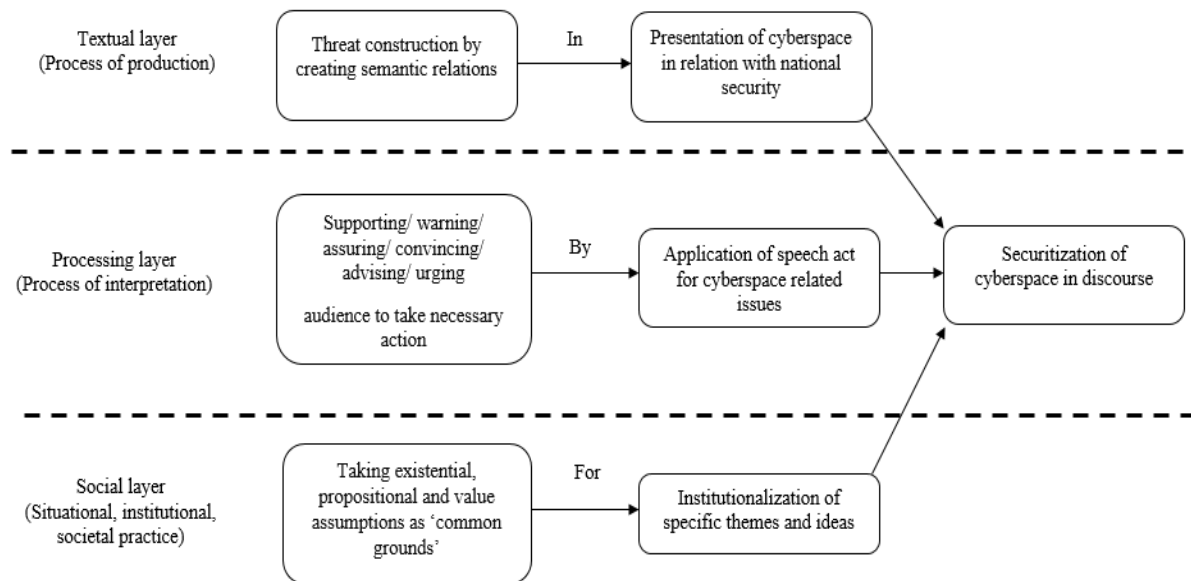 Textual layer
(Process of production)
Threat construction by
creating semantic relations
In
Presentation of cyberspace
in relation with national
security
Processing layer
(Process of interpretation)
Supporting/ warning/
assuring/ convincing/
advising/ urging
audience to take necessary
action
By
Application of speech act
for cyberspace related
issues
Securitization of
cyberspace in discourse
Social layer
(Situational, institutional,
societal practice)
Taking existential,
propositional and value
assumptions as ‘common
grounds’
For
Institutionalization of
specific themes and ideas